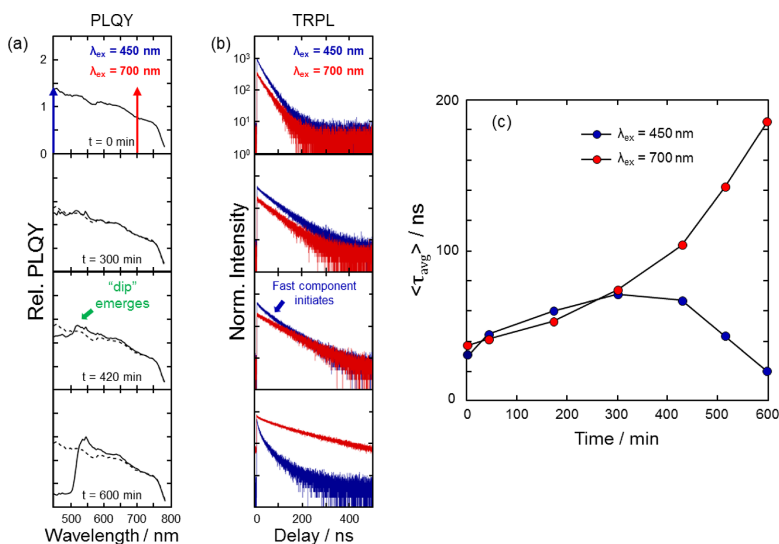 PLQY
TRPL
(a)
λex = 450 nm
λex = 700 nm
2
1
0
t = 0 min
t = 300 min
"dip"
emerges
t = 420 min
t = 600 min
Rel. PLQY
500 600 700 800
Wavelength / nm
(b)
λex = 450 nm
λex = 700 nm
10³
10²
10¹
10⁰
Fast component
initiates
Norm. Intensity
0 200 400
Delay / ns
(c)
λex = 450 nm
λex = 700 nm
200
100
0
<τavg> / ns
0 100 200 300 400 500 600
Time / min